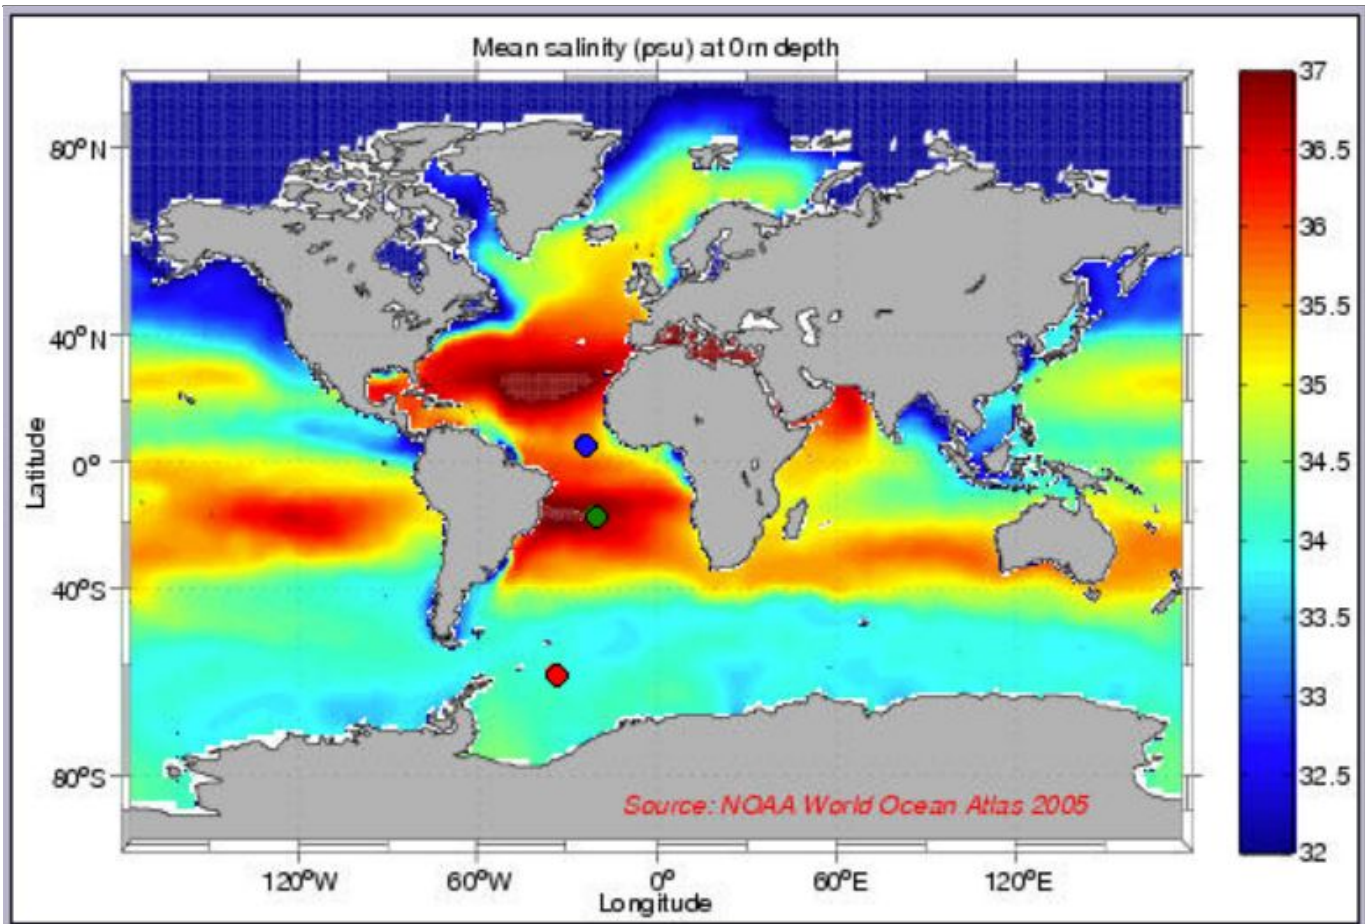 Mean salinity (psu) at 0m depth
37
36.5
36
35.5
35
34.5
34
33.5
33
32.5
32
80°N
40°N
0°
40°S
80°S
Latitude
Source: NOAA World Ocean Atlas 2005
120°W
60°W
0°
60°E
120°E
Longitude